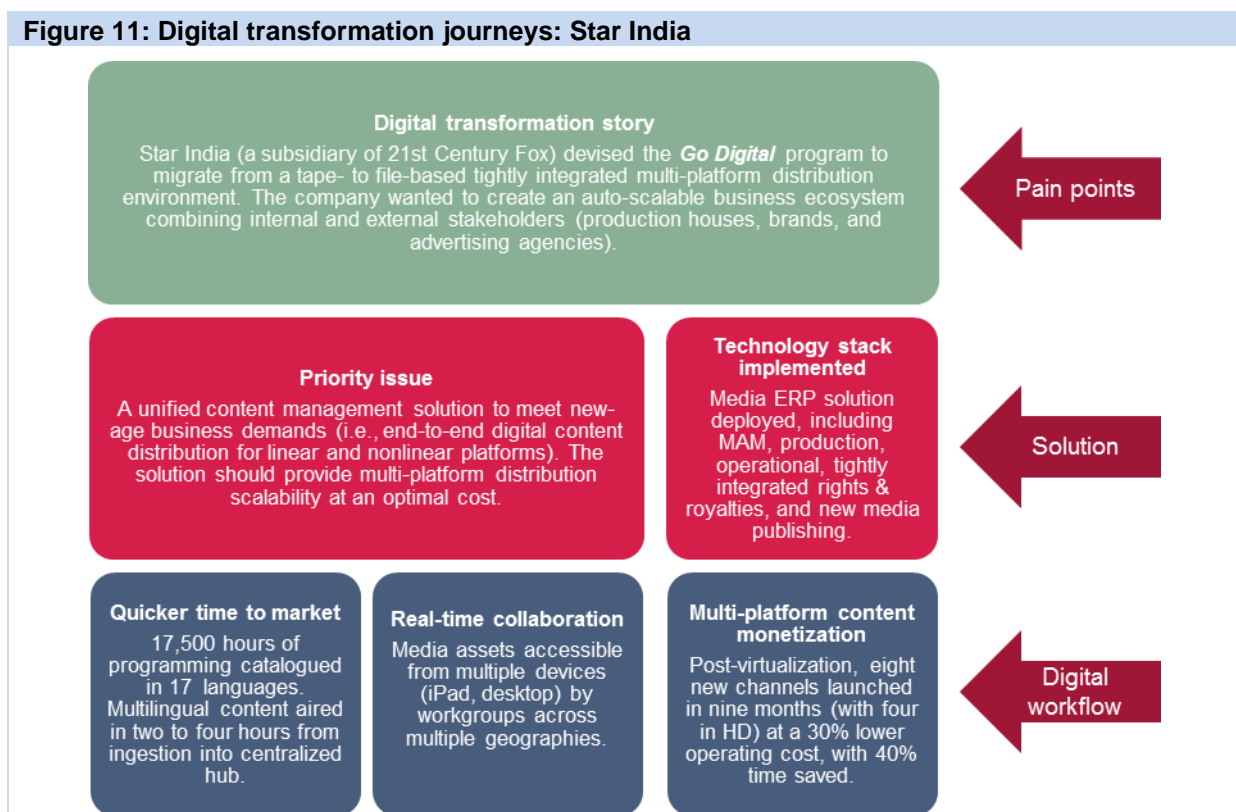 Figure 11: Digital transformation journeys: Star India
Digital transformation story
Star India (a subsidiary of 21st Century Fox) devised the Go Digital program to
migrate from a tape- to file-based tightly integrated multi-platform distribution
environment. The company wanted to create an auto-scalable business ecosystem
combining internal and external stakeholders (production houses, brands, and
advertising agencies).
Pain points
Priority issue
A unified content management solution to meet new-
age business demands (i.e., end-to-end digital content
distribution for linear and nonlinear platforms). The
solution should provide multi-platform distribution
scalability at an optimal cost.
Technology stack
implemented
Media ERP solution
deployed, including
MAM, production,
operational, tightly
integrated rights &
royalties, and new media
publishing.
Solution
Quicker time to market
17,500 hours of
programming catalogued
in 17 languages.
Multilingual content aired
in two to four hours from
ingestion into centralized
hub.
Real-time collaboration
Media assets accessible
from multiple devices
(iPad, desktop) by
workgroups across
multiple geographies.
Multi-platform content
monetization
Post-virtualization, eight
new channels launched
in nine months (with four
in HD) at a 30% lower
operating cost, with 40%
time saved.
Digital
workflow